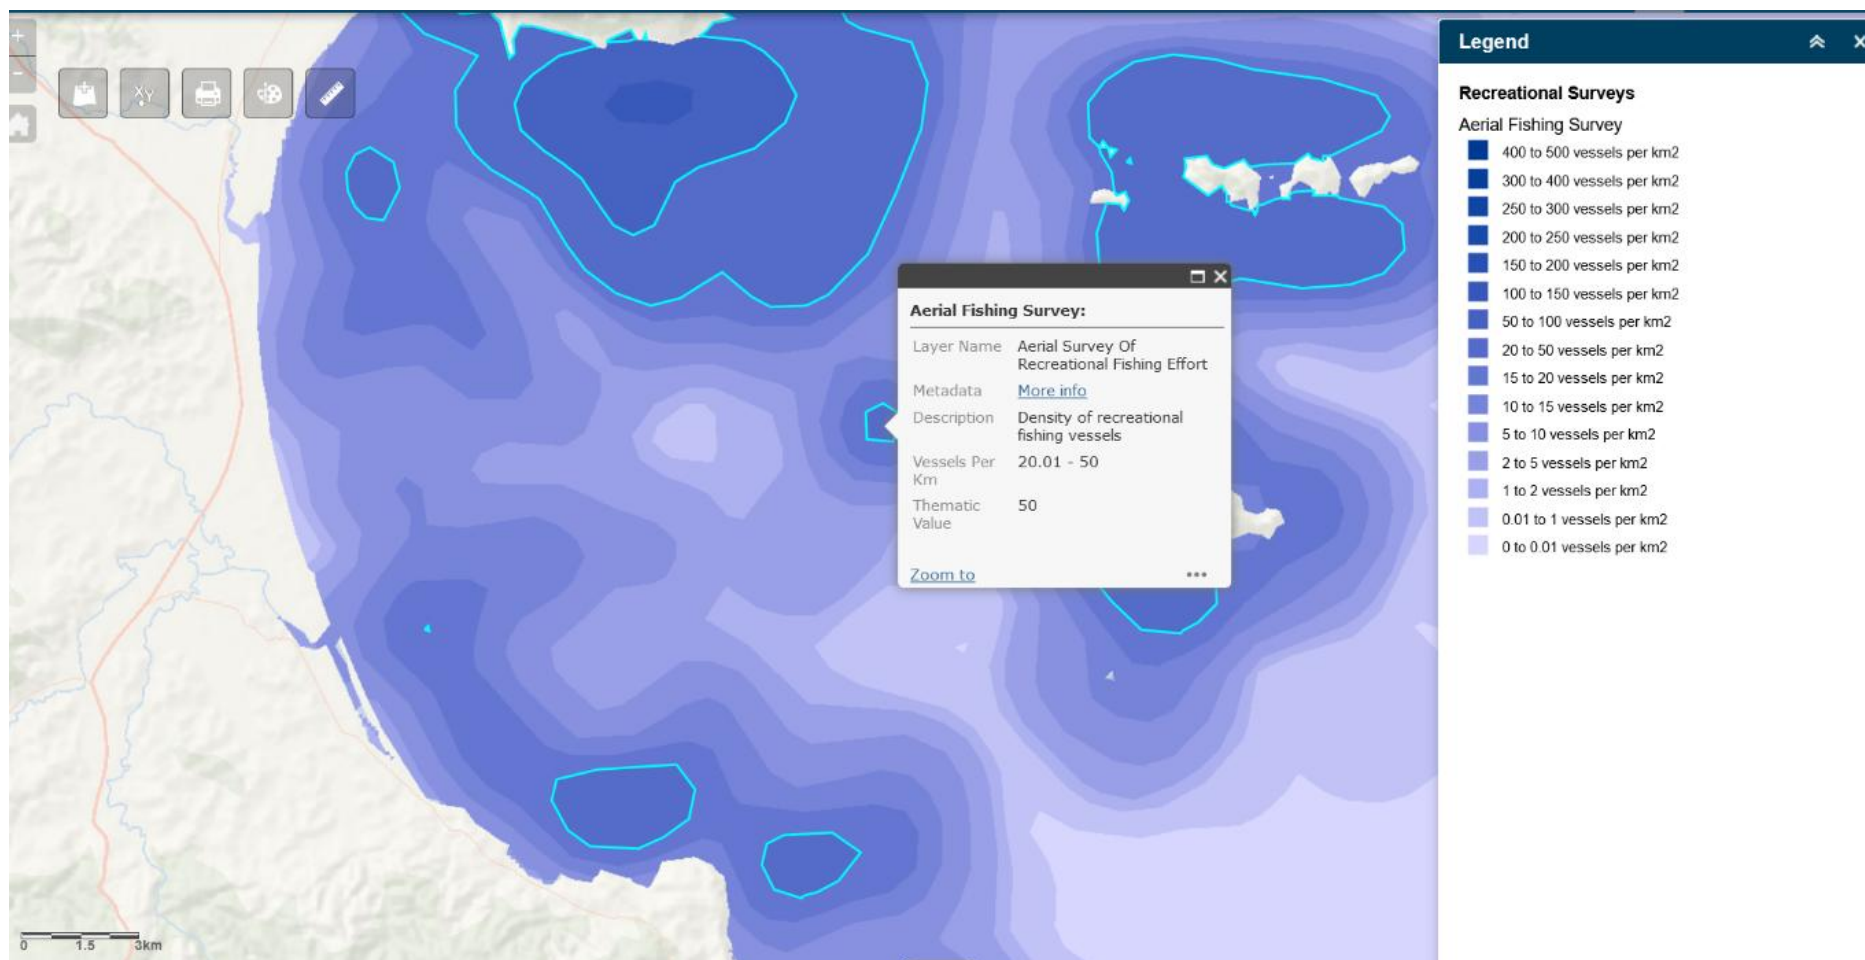 +
XY
Legend
Recreational Surveys
Aerial Fishing Survey
400 to 500 vessels per km2
300 to 400 vessels per km2
250 to 300 vessels per km2
200 to 250 vessels per km2
150 to 200 vessels per km2
100 to 150 vessels per km2
50 to 100 vessels per km2
20 to 50 vessels per km2
15 to 20 vessels per km2
10 to 15 vessels per km2
5 to 10 vessels per km2
2 to 5 vessels per km2
1 to 2 vessels per km2
0.01 to 1 vessels per km2
0 to 0.01 vessels per km2
Aerial Fishing Survey:
Layer Name Aerial Survey Of
Recreational Fishing Effort
Metadata More info
Description Density of recreational
fishing vessels
Vessels Per 20.01 - 50
Km
Thematic 50
Value
Zoom to
0 1.5 3km